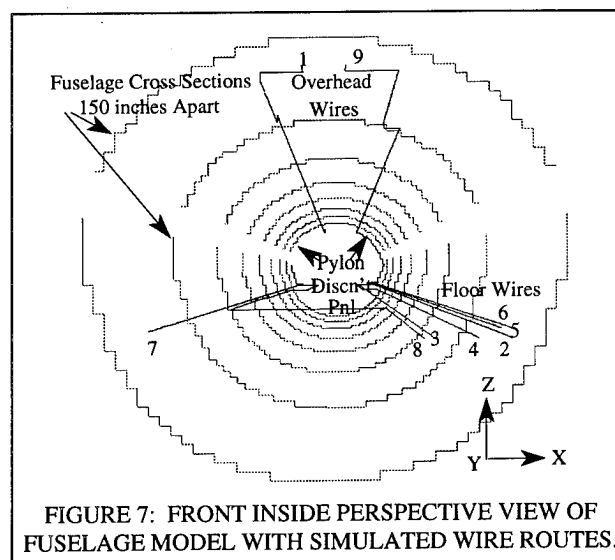 1 9
Fuselage Cross Sections
150 inches Apart
Overhead
Wires
Pylon
Discn
Pnl
Floor Wires
6
5
7
8
3
4
2
Z
Y
X
FIGURE 7: FRONT INSIDE PERSPECTIVE VIEW OF
FUSELAGE MODEL WITH SIMULATED WIRE ROUTES